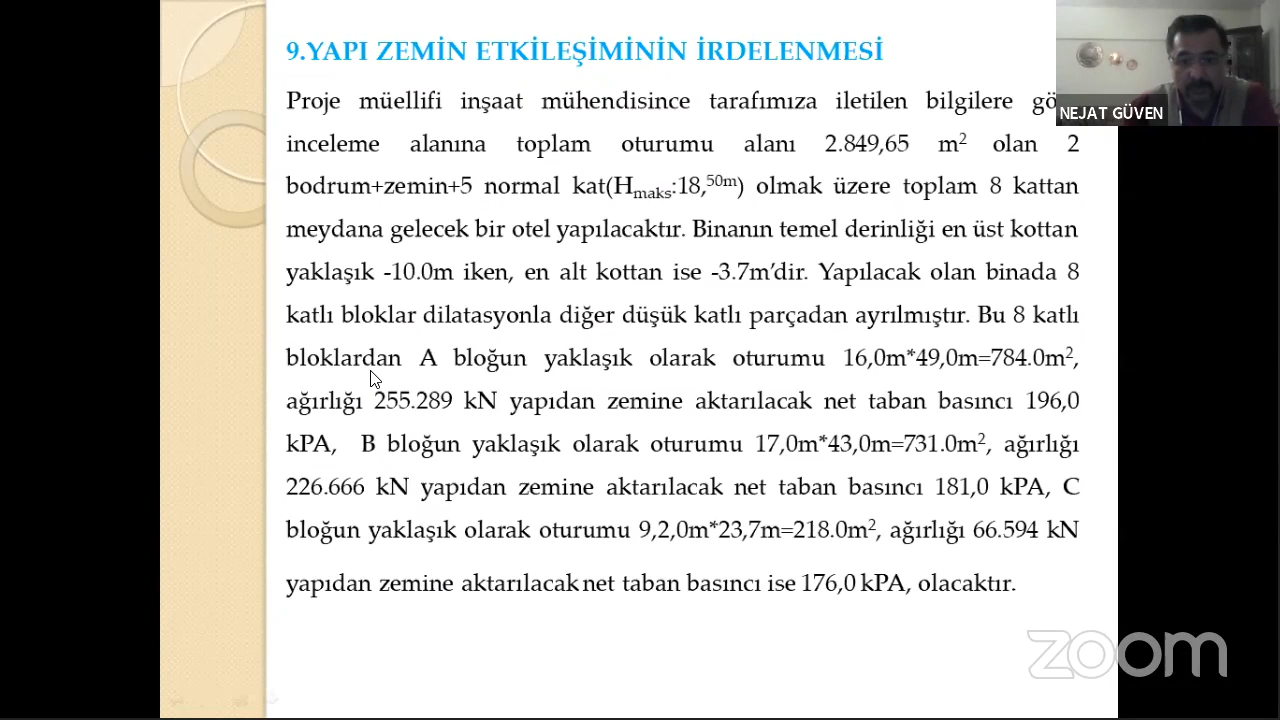 9.YAPI ZEMİN ETKİLEŞİMİNİN İRDELENMESİ
Proje müellifi inşaat mühendisince tarafımıza iletilen bilgilere
inceleme alanına toplam oturumu alanı 2.849,65 m² olan 2
bodrum+zemin+5 normal kat(Hmaks:18,50m) olmak üzere toplam 8 kattan
meydana gelecek bir otel yapılacaktır. Binanın temel derinliği en üst kottan
yaklaşık -10.0m iken, en alt kottan ise -3.7m’dir. Yapılacak olan binada 8
katlı bloklar dilatasyonla diğer düşük katlı parçadan ayrılmıştır. Bu 8 katlı
bloklardan A bloğun yaklaşık olarak oturumu 16,0m*49,0m=784.0m²,
ağırlığı 255.289 kN yapıdan zemine aktarılacak net taban basıncı 196,0
kPA, B bloğun yaklaşık olarak oturumu 17,0m*43,0m=731.0m², ağırlığı
226.666 kN yapıdan zemine aktarılacak net taban basıncı 181,0 kPA, C
bloğun yaklaşık olarak oturumu 9,2,0m*23,7m=218.0m², ağırlığı 66.594 kN
yapıdan zemine aktarılacak net taban basıncı ise 176,0 kPA, olacaktır.
NEJAT GÜVEN
zoom